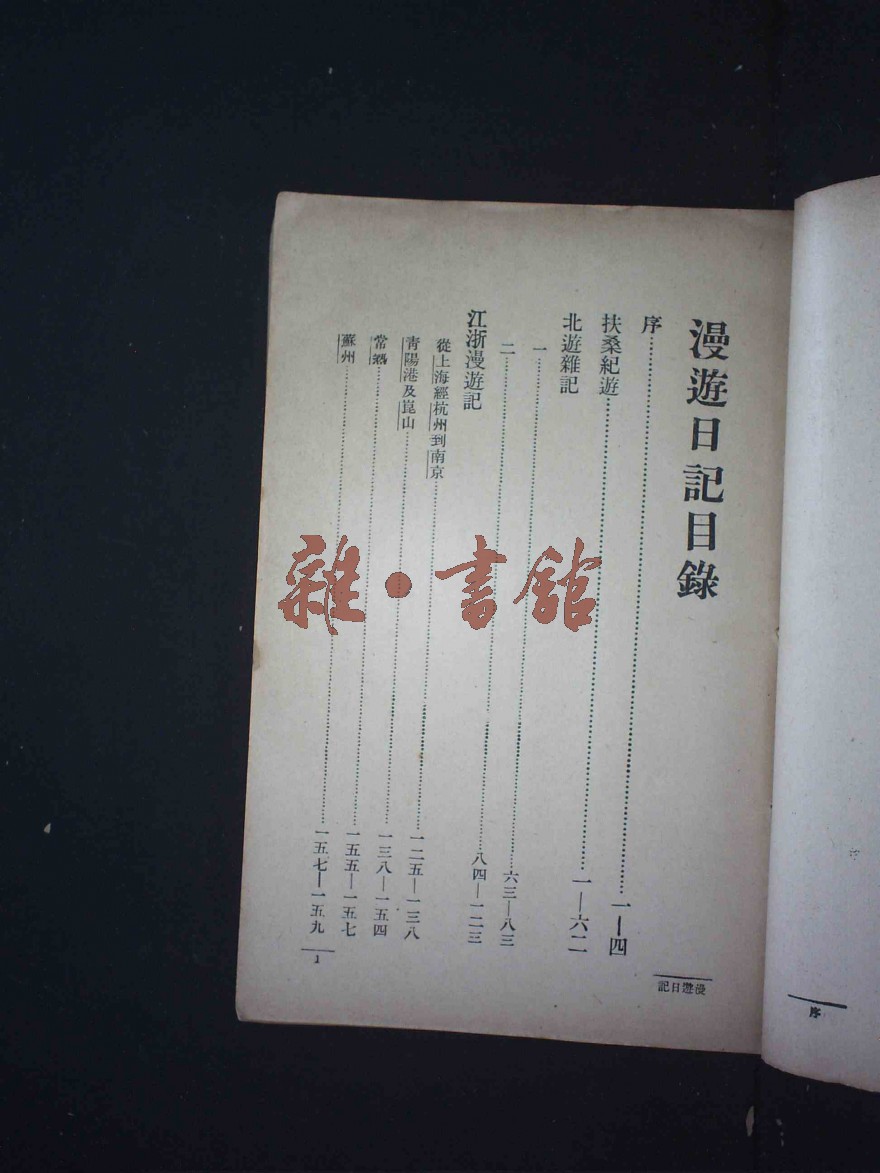 漫遊日記目錄
序……一—四
扶桑紀遊……一—六二
北遊雜記
一……六三—八三
二……八四—一二三
江浙漫遊記
從上海經杭州到南京……一二五—一三八
青陽港及崑山……一三八—一五四
常熟……一五五—一五七
蘇州……一五七—一五九
1
漫遊日記
序
雜·書館